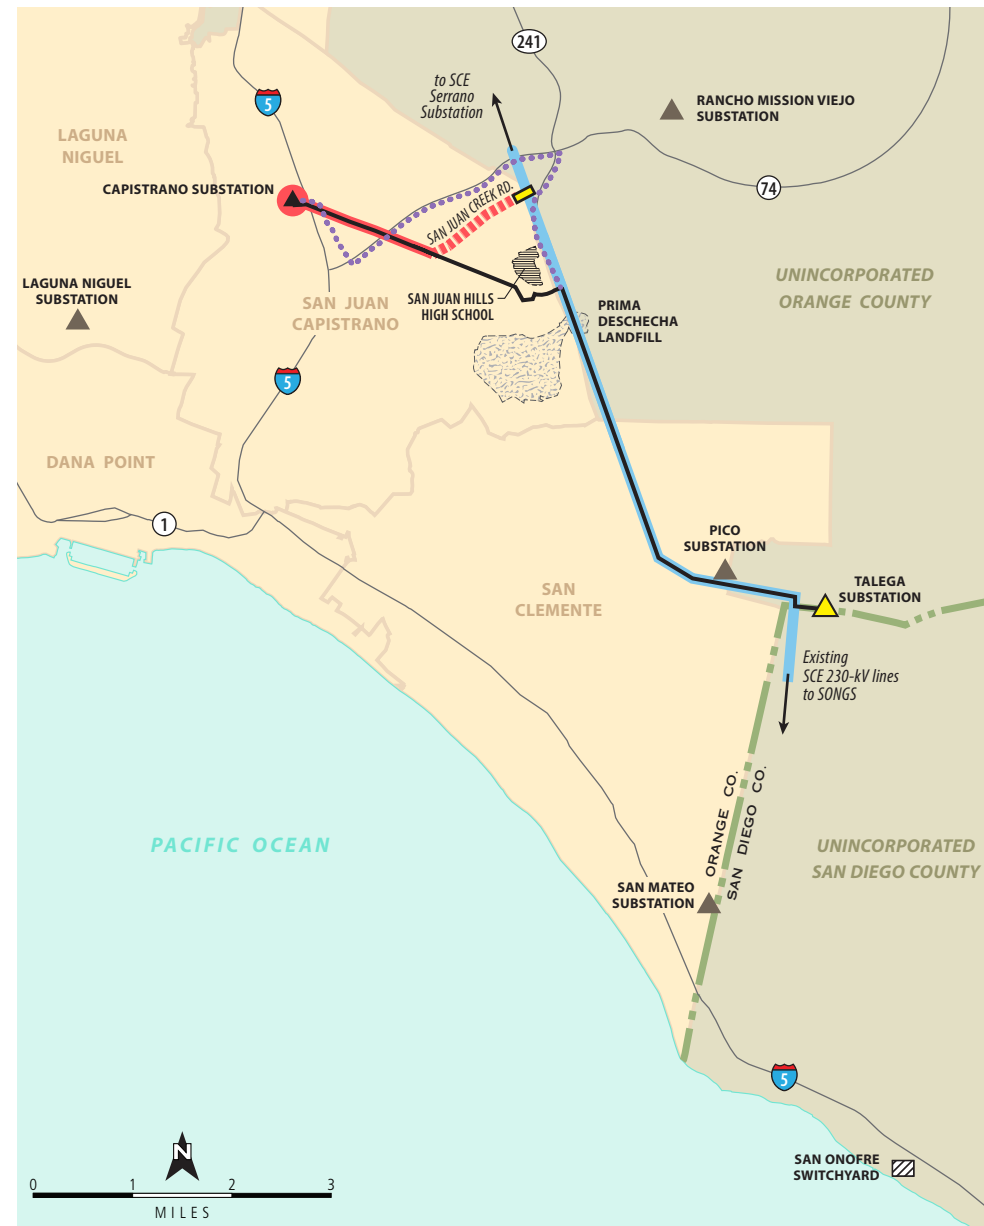 241
to SCE
Serrano
Substation
5
RANCHO MISSION VIEJO
SUBSTATION
LAGUNA
NIGUEL
CAPISTRANO SUBSTATION
74
SAN JUAN CREEK RD.
LAGUNA NIGUEL
SUBSTATION
SAN JUAN
CAPISTRANO
SAN JUAN HILLS
HIGH SCHOOL
PRIMA
DESCHECHA
LANDFILL
UNINCORPORATED
ORANGE COUNTY
5
DANA POINT
1
PICO
SUBSTATION
SAN
CLEMENTE
TALEGA
SUBSTATION
Existing
SCE 230-kV lines
to SONGS
ORANGE CO.
SAN DIEGO CO.
PACIFIC OCEAN
UNINCORPORATED
SAN DIEGO COUNTY
SAN MATEO
SUBSTATION
5
SAN ONOFRE
SWITCHYARD
N
0 1 2 3
MILES